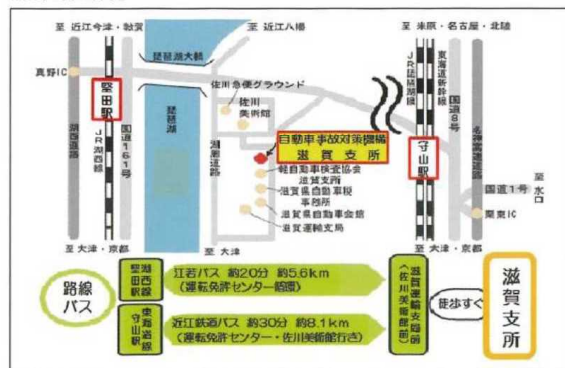 至 近江今津・敦賀
至 近江八幡
至 米原・名古屋・北陸
琵琶湖大橋
真野IC
堅田駅
佐川急便グラウンド
佐川美術館
琵琶湖
湖西道路
JR湖西線
国道161号
湖周道路
自動車事故対策機構
滋賀支所
軽自動車検査協会
滋賀支所
滋賀県自動車税
事務所
滋賀県自動車会館
滋賀運輸支局
JR琵琶湖線
東海道新幹線
守山駅
国道8号
名神高速道路
国道1号
至 水口
栗東IC
至 大津・京都
至 大津
至 大津・京都
路線
バス
湖西線
堅田駅
江若バス 約20分 約5.6km
(運転免許センター循環)
東海道線
守山駅
近江鉄道バス 約30分 約8.1km
(運転免許センター・佐川美術館行き)
滋賀運輸支局前
(佐川美術館前)
徒歩すぐ
滋賀
支所